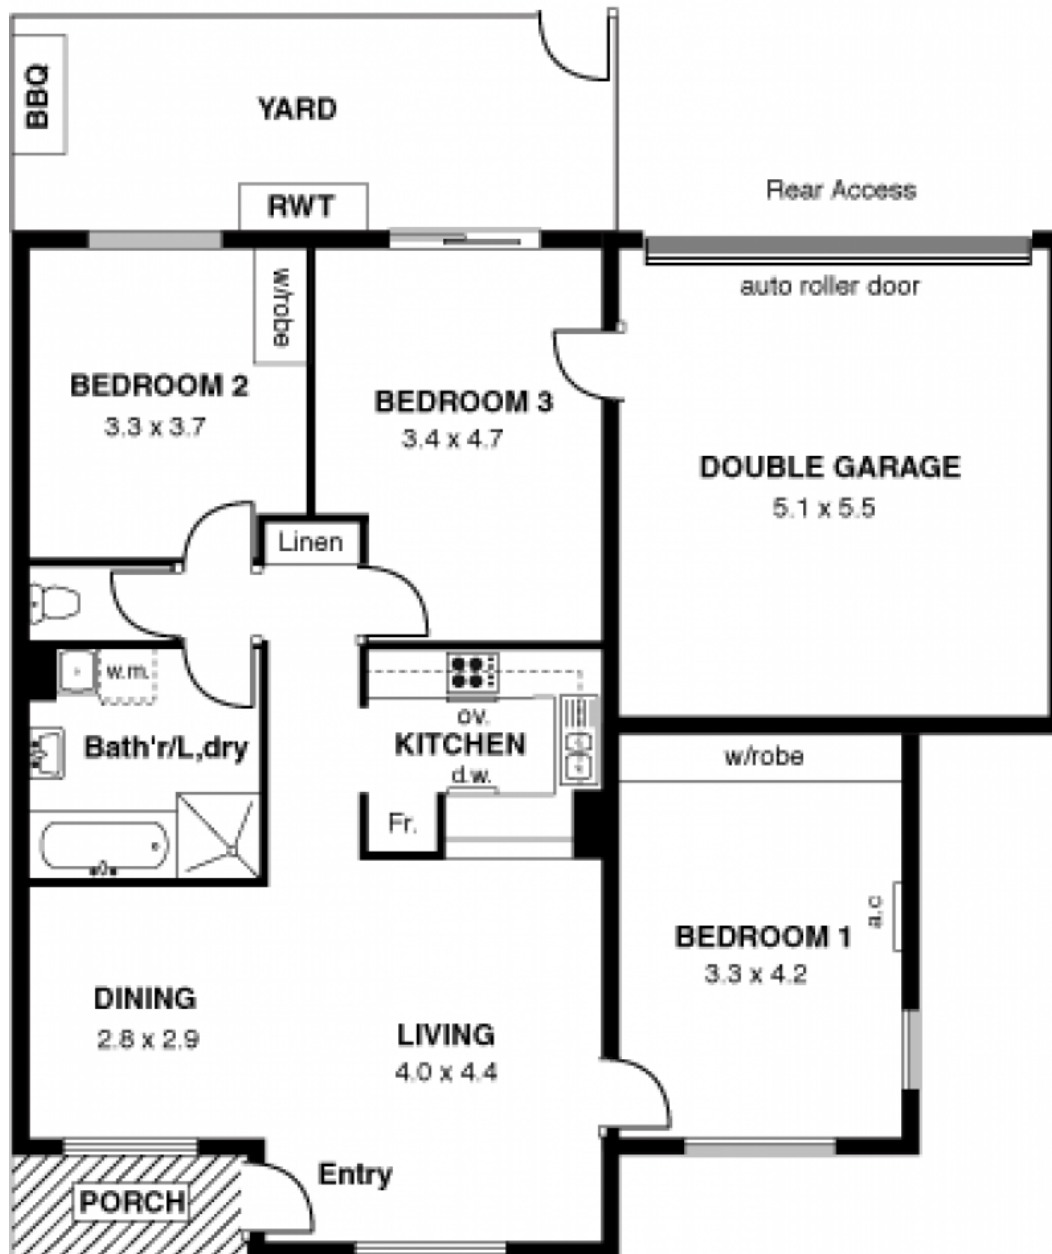 BBQ
YARD
RWT
Rear Access
auto roller door
w/robe
BEDROOM 2
3.3 x 3.7
BEDROOM 3
3.4 x 4.7
DOUBLE GARAGE
5.1 x 5.5
Linen
w.m.
Bath'r/L,dry
ov.
KITCHEN
d.w.
Fr.
w/robe
a.c
BEDROOM 1
3.3 x 4.2
DINING
2.8 x 2.9
LIVING
4.0 x 4.4
Entry
PORCH